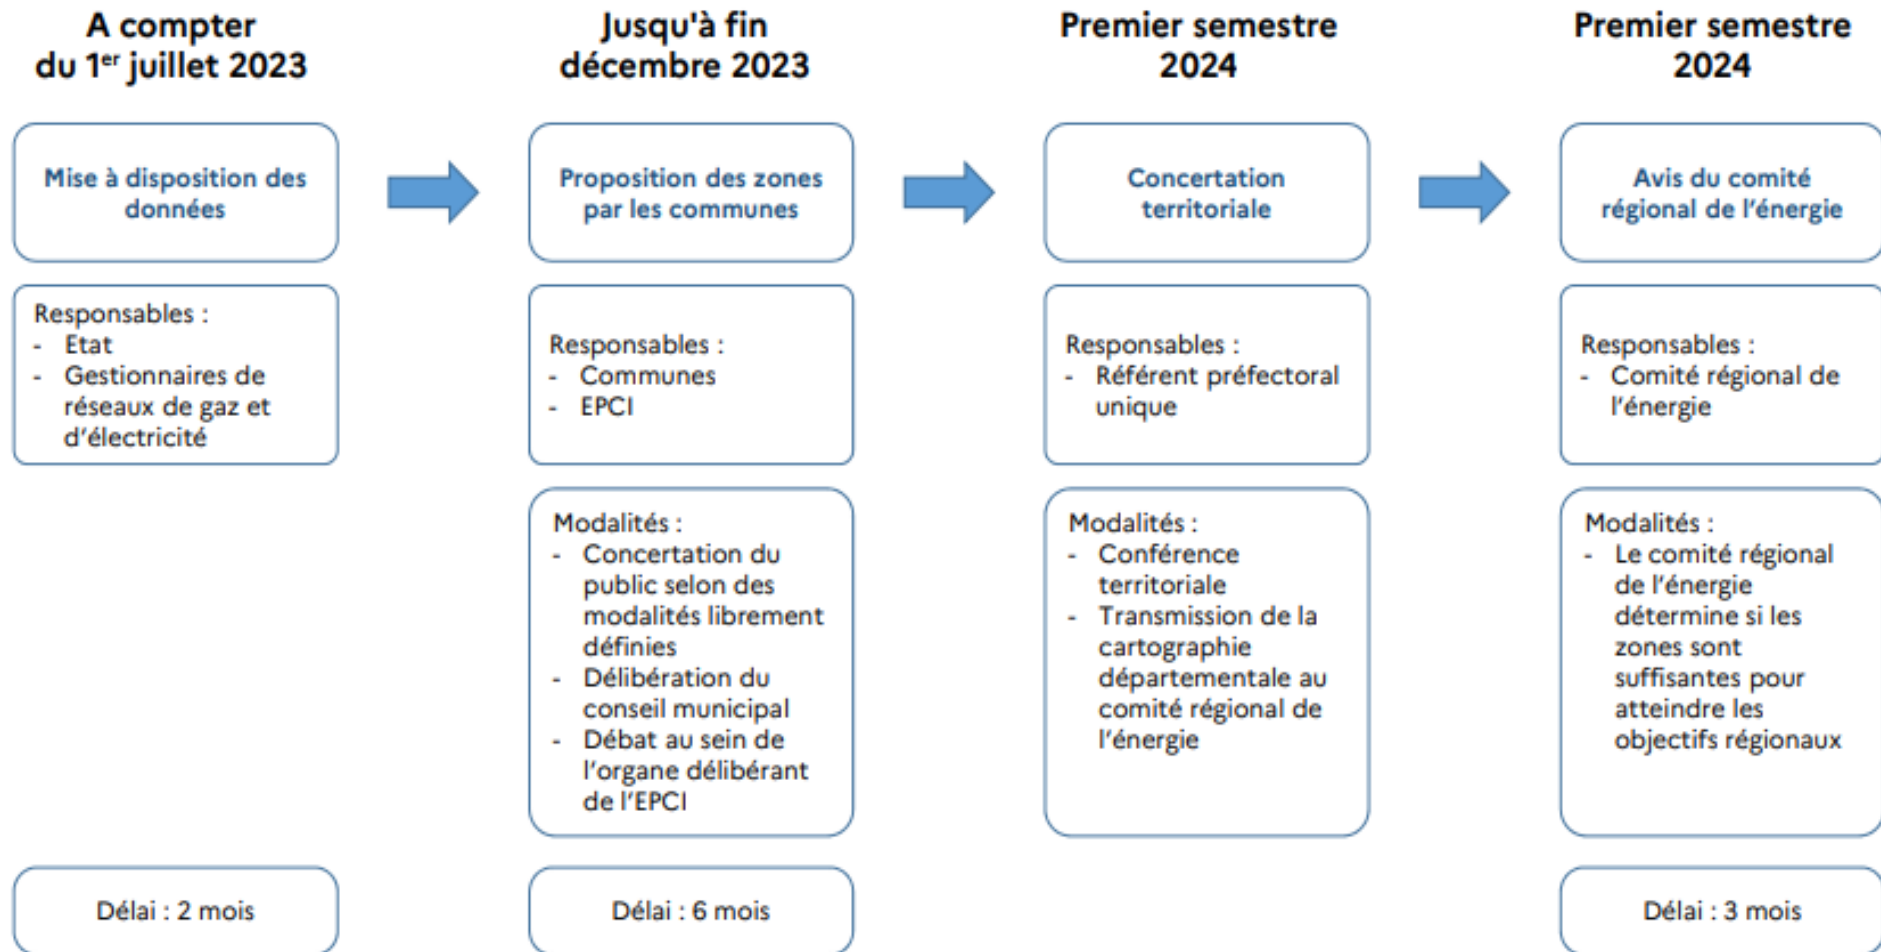 A compter
du 1er juillet 2023
Jusqu'à fin
décembre 2023
Premier semestre
2024
Premier semestre
2024
Mise à disposition des
données
Proposition des zones
par les communes
Concertation
territoriale
Avis du comité
régional de l'énergie
Responsables :
- Etat
- Gestionnaires de
réseaux de gaz et
d'électricité
Responsables :
- Communes
- EPCI
Responsables :
- Référent préfectoral
unique
Responsables :
- Comité régional de
l'énergie
Modalités :
- Concertation du
public selon des
modalités librement
définies
- Délibération du
conseil municipal
- Débat au sein de
l'organe délibérant
de l'EPCI
Modalités :
- Conférence
territoriale
- Transmission de la
cartographie
départementale au
comité régional de
l'énergie
Modalités :
- Le comité régional
de l'énergie
détermine si les
zones sont
suffisantes pour
atteindre les
objectifs régionaux
Délai : 2 mois
Délai : 6 mois
Délai : 3 mois